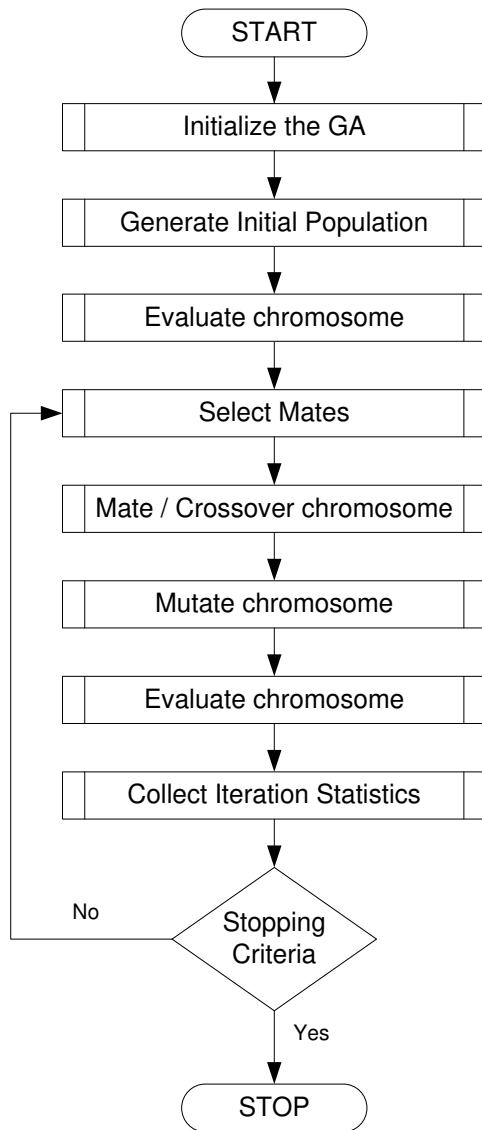 START
Initialize the GA
Generate Initial Population
Evaluate chromosome
Select Mates
Mate / Crossover chromosome
Mutate chromosome
Evaluate chromosome
Collect Iteration Statistics
No
Stopping
Criteria
Yes
STOP